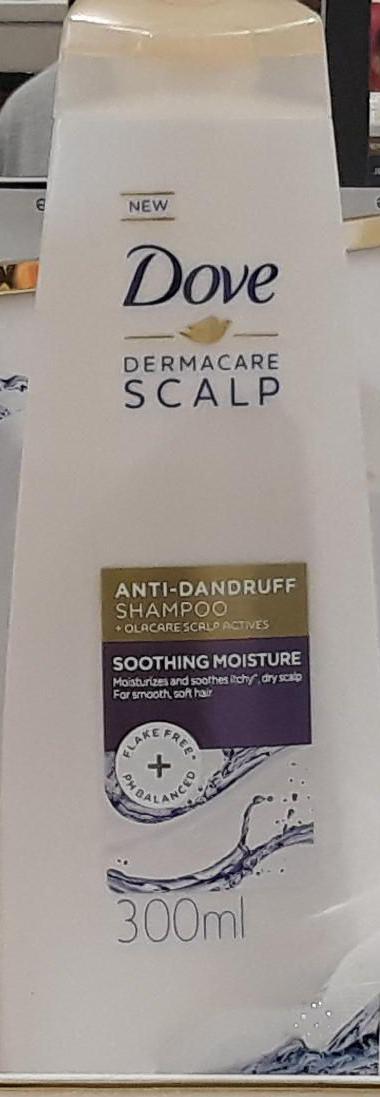 NEW
Dove
DERMACARE
SCALP
ANTI-DANDRUFF
SHAMPOO
+ OLACARE SCALP ACTIVES
SOOTHING MOISTURE
Moisturizes and soothes itchy*, dry scalp
For smooth, soft hair
FLAKE FREE*
+
PH BALANCED
300ml